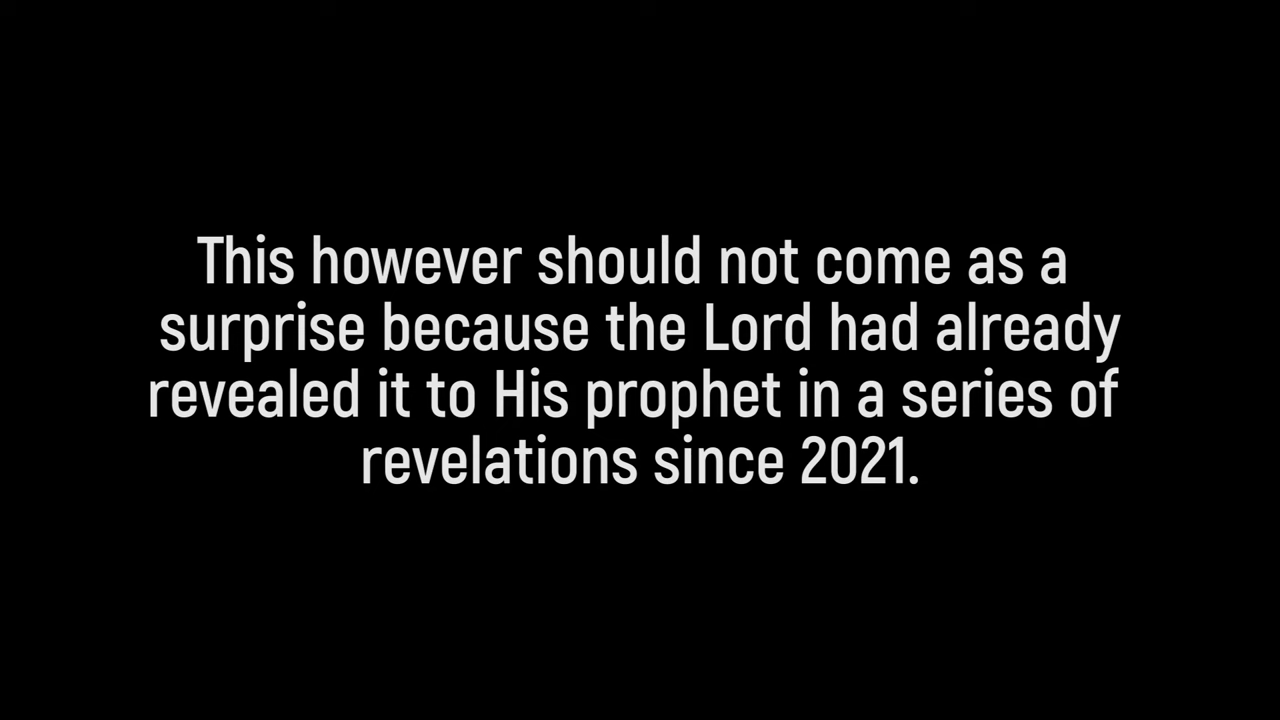 This however should not come as a
surprise because the Lord had already
revealed it to His prophet in a series of
revelations since 2021.